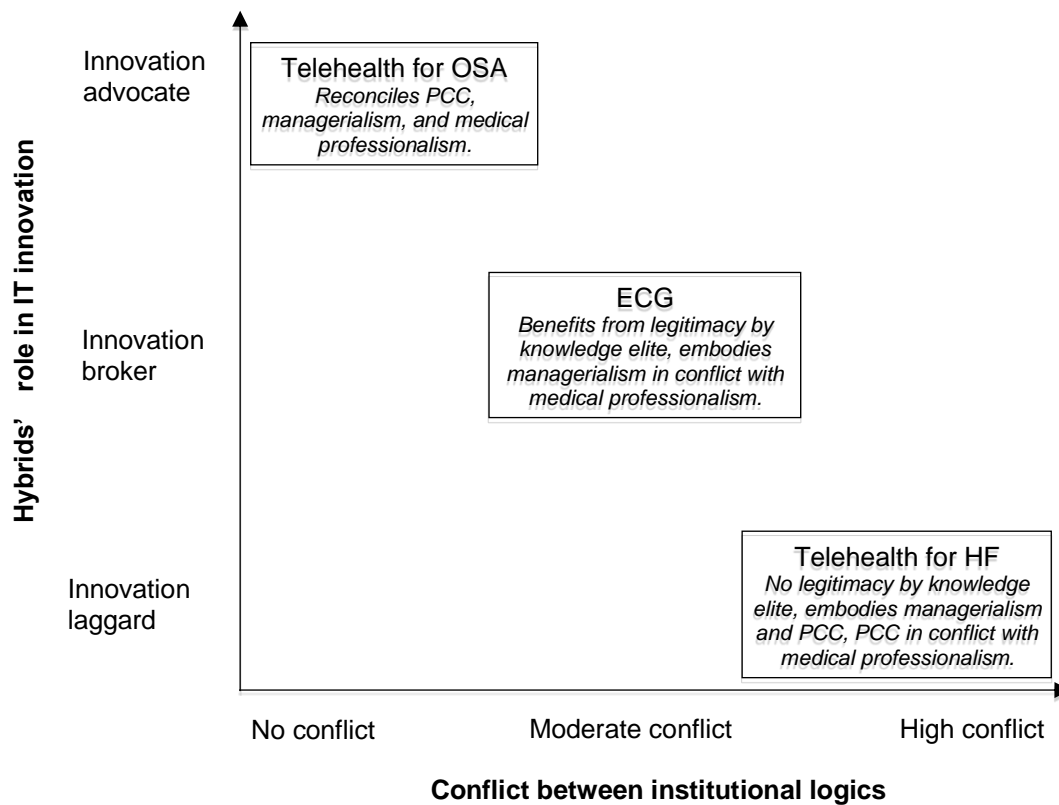 Innovation
advocate
Telehealth for OSA
Reconciles PCC,
managerialism, and medical
professionalism.
Hybrids’ role in IT innovation
Innovation
broker
ECG
Benefits from legitimacy by
knowledge elite, embodies
managerialism in conflict with
medical professionalism.
Innovation
laggard
Telehealth for HF
No legitimacy by knowledge
elite, embodies managerialism
and PCC, PCC in conflict with
medical professionalism.
No conflict
Moderate conflict
High conflict
Conflict between institutional logics